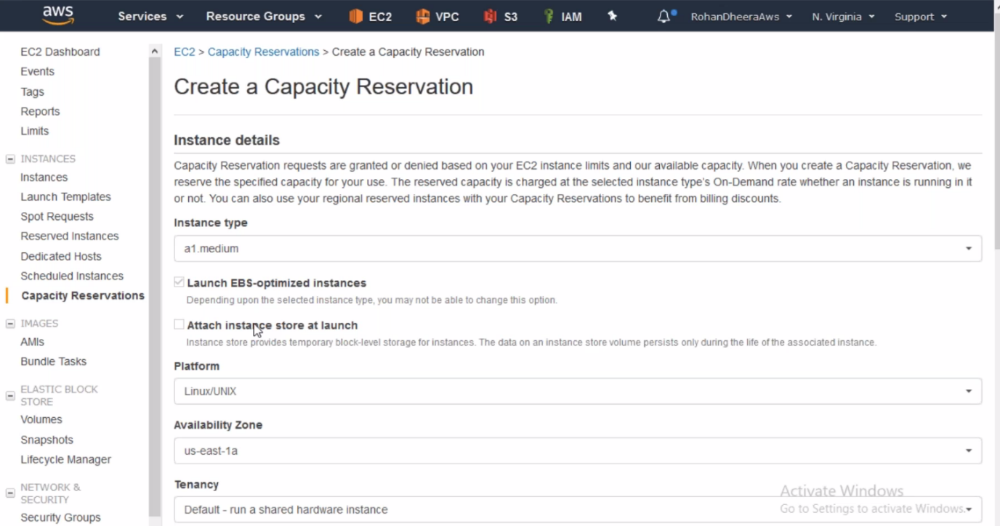 aws Services Resource Groups EC2 VPC S3 IAM RohanDheeraAws N. Virginia Support
EC2 Dashboard
Events
Tags
Reports
Limits
INSTANCES
Instances
Launch Templates
Spot Requests
Reserved Instances
Dedicated Hosts
Scheduled Instances
Capacity Reservations
IMAGES
AMIs
Bundle Tasks
ELASTIC BLOCK
STORE
Volumes
Snapshots
Lifecycle Manager
NETWORK &
SECURITY
Security Groups
EC2 > Capacity Reservations > Create a Capacity Reservation
Create a Capacity Reservation
Instance details
Capacity Reservation requests are granted or denied based on your EC2 instance limits and our available capacity. When you create a Capacity Reservation, we
reserve the specified capacity for your use. The reserved capacity is charged at the selected instance type's On-Demand rate whether an instance is running in it
or not. You can also use your regional reserved instances with your Capacity Reservations to benefit from billing discounts.
Instance type
a1.medium
Launch EBS-optimized instances
Depending upon the selected instance type, you may not be able to change this option.
Attach instance store at launch
Instance store provides temporary block-level storage for instances. The data on an instance store volume persists only during the life of the associated instance.
Platform
Linux/UNIX
Availability Zone
us-east-1a
Tenancy
Default - run a shared hardware instance
Activate Windows
Go to Settings to activate Windows.